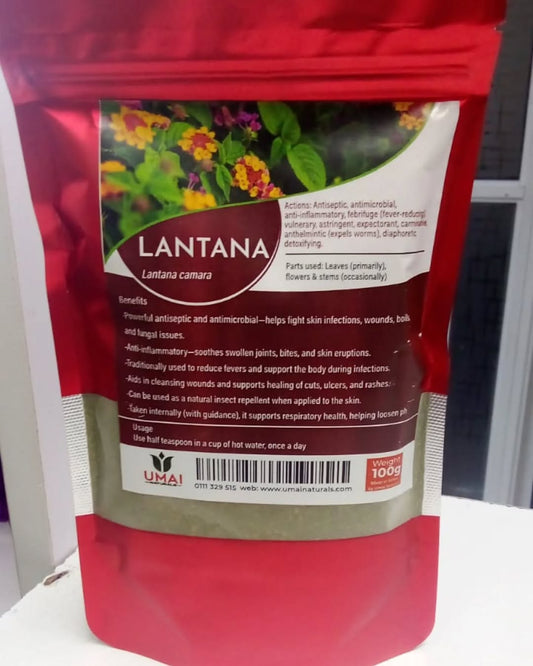 Actions: Antiseptic, antimicrobial,
anti-inflammatory, febrifuge (fever-reducing)
vulnerary, astringent, expectorant, carminative
anthelmintic (expels worms), diaphoretic
detoxifying.
LANTANA
Lantana camara
Parts used: Leaves (primarily),
flowers & stems (occasionally)
Benefits
-Powerful antiseptic and antimicrobial—helps fight skin infections, wounds, boils
and fungal issues.
-Anti-inflammatory—soothes swollen joints, bites, and skin eruptions.
-Traditionally used to reduce fevers and support the body during infections.
-Aids in cleansing wounds and supports healing of cuts, ulcers, and rashes.
-Can be used as a natural insect repellent when applied to the skin.
-Taken internally (with guidance), it supports respiratory health, helping loosen
Usage
Use half teaspoon in a cup of hot water, once a day
UMAI
0111 329 515 web: www.umainaturals.com
Weight
100g